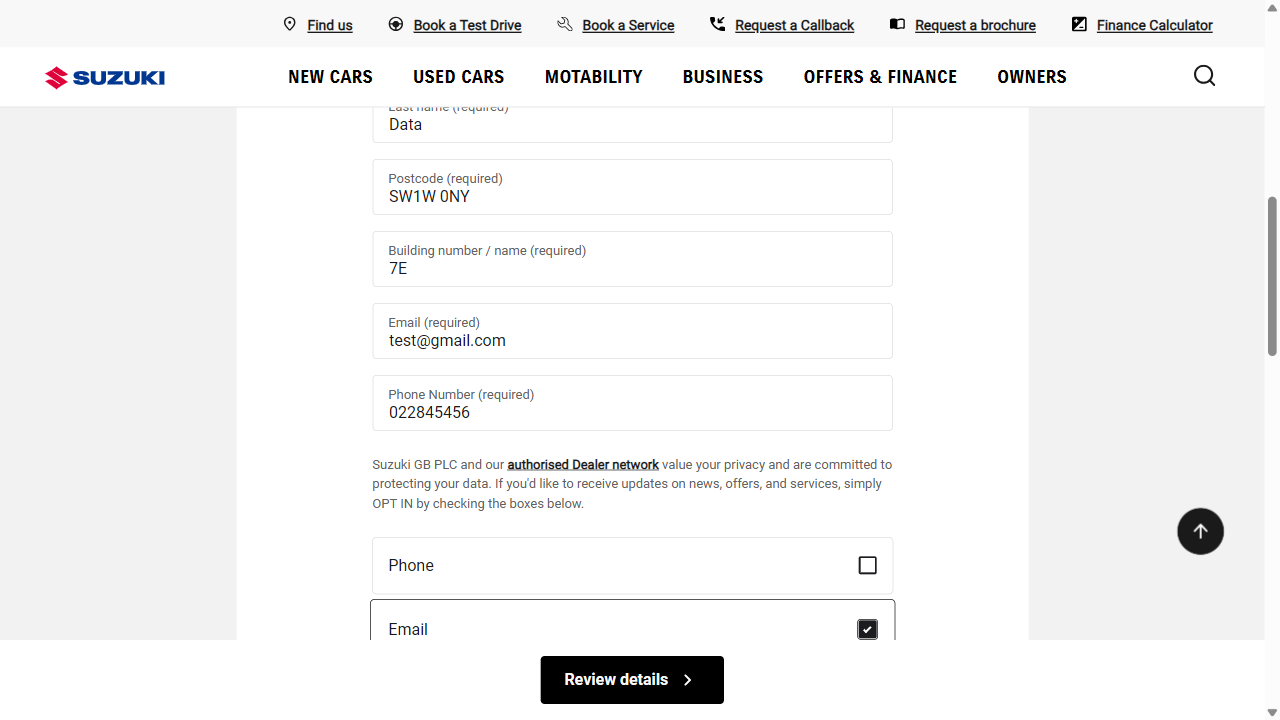 Find us
Book a Test Drive
Book a Service
Request a Callback
Request a brochure
Finance Calculator
SUZUKI
NEW CARS
USED CARS
MOTABILITY
BUSINESS
OFFERS & FINANCE
OWNERS
Last name (required)
Data
Postcode (required)
SW1W 0NY
Building number / name (required)
7E
Email (required)
test@gmail.com
Phone Number (required)
022845456
Suzuki GB PLC and our authorised Dealer network value your privacy and are committed to
protecting your data. If you'd like to receive updates on news, offers, and services, simply
OPT IN by checking the boxes below.
Phone
Email
Review details